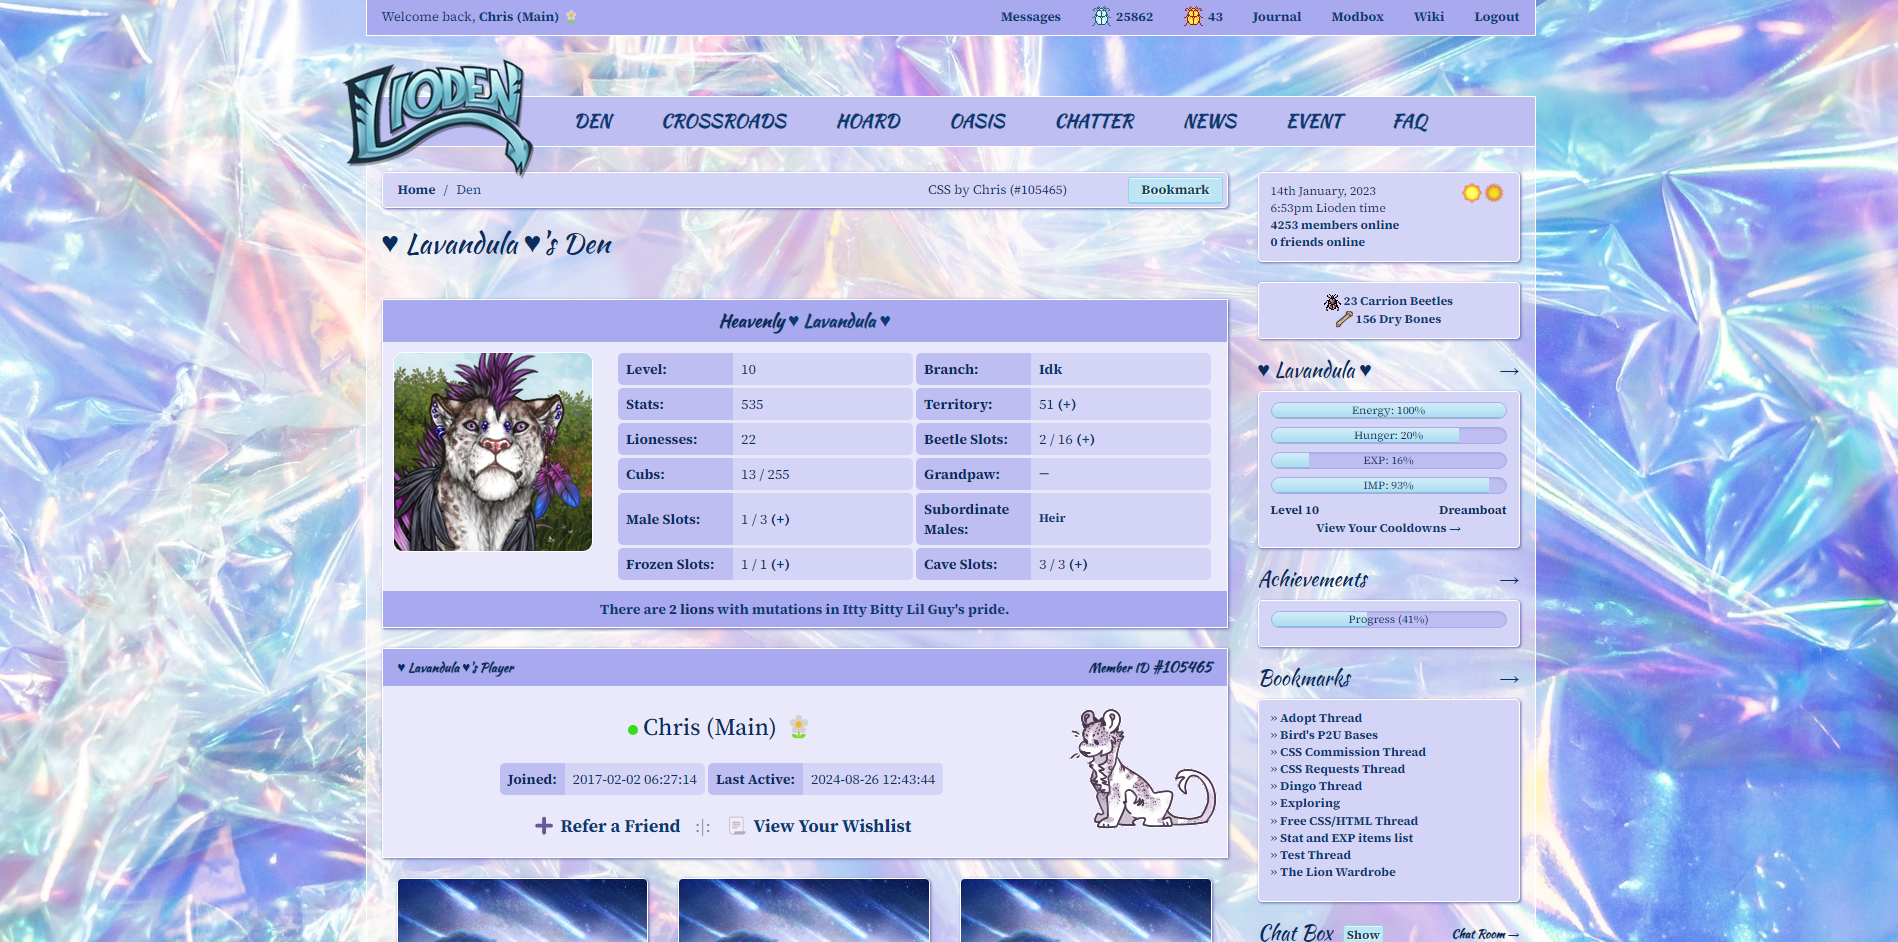 Welcome back, Chris (Main)
Messages 25862 43 Journal Modbox Wiki Logout
LIODEN
DEN CROSSROADS HOARD OASIS CHATTER NEWS EVENT FAQ
Home / Den CSS by Chris (#105465) Bookmark
♥ Lavandula ♥'s Den
Heavenly ♥ Lavandula ♥
Level: 10 Branch: Idk
Stats: 535 Territory: 51 (+)
Lionesses: 22 Beetle Slots: 2 / 16 (+)
Cubs: 13 / 255 Grandpaw: —
Male Slots: 1 / 3 (+) Subordinate Males: Heir
Frozen Slots: 1 / 1 (+) Cave Slots: 3 / 3 (+)
There are 2 lions with mutations in Itty Bitty Lil Guy's pride.
♥ Lavandula ♥'s Player Member ID #105465
Chris (Main)
Joined: 2017-02-02 06:27:14 Last Active: 2024-08-26 12:43:44
Refer a Friend :|: View Your Wishlist
14th January, 2023
6:53pm Lioden time
4253 members online
0 friends online
23 Carrion Beetles
156 Dry Bones
♥ Lavandula ♥ →
Energy: 100%
Hunger: 20%
EXP: 16%
IMP: 93%
Level 10 Dreamboat
View Your Cooldowns →
Achievements →
Progress (41%)
Bookmarks →
» Adopt Thread
» Bird's P2U Bases
» CSS Commission Thread
» CSS Requests Thread
» Dingo Thread
» Exploring
» Free CSS/HTML Thread
» Stat and EXP items list
» Test Thread
» The Lion Wardrobe
Chat Box Show Chat Room →